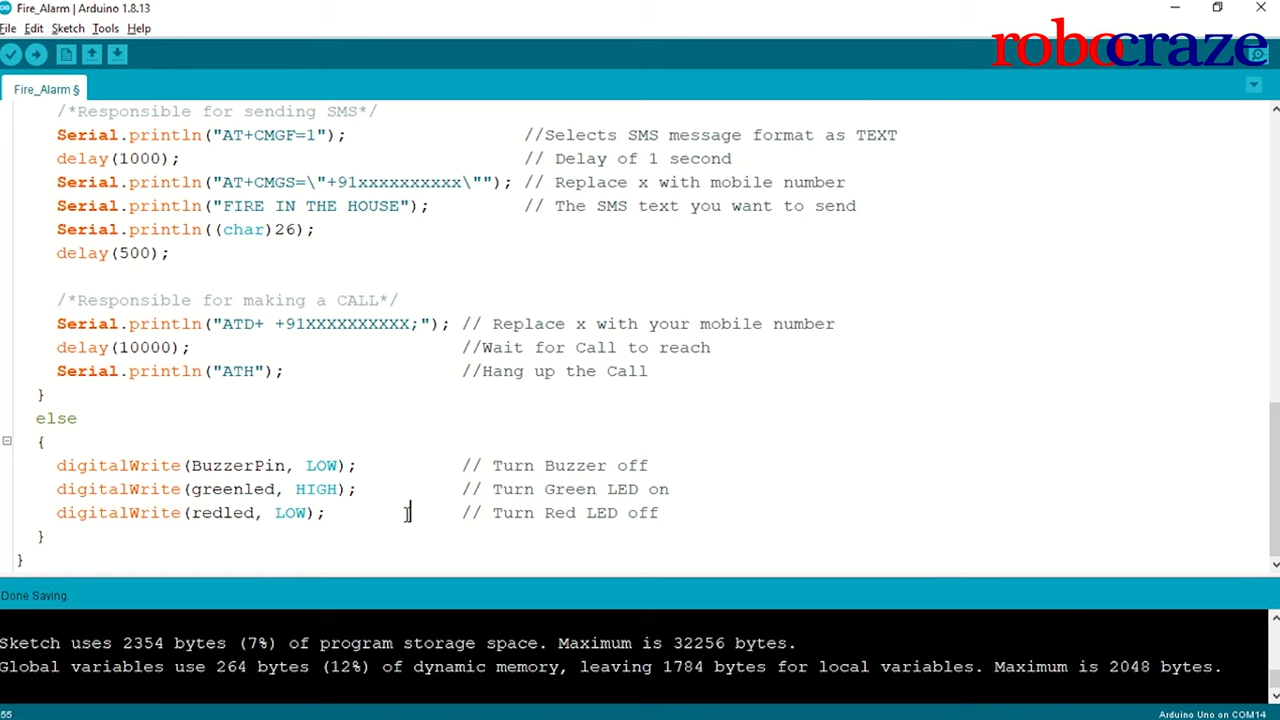 Fire_Alarm | Arduino 1.8.13
File Edit Sketch Tools Help
robocraze
Fire_Alarm §
/*Responsible for sending SMS*/
Serial.println("AT+CMGF=1"); //Selects SMS message format as TEXT
delay(1000); // Delay of 1 second
Serial.println("AT+CMGS=\"+91xxxxxxxxxx\""); // Replace x with mobile number
Serial.println("FIRE IN THE HOUSE"); // The SMS text you want to send
Serial.println((char)26);
delay(500);
/*Responsible for making a CALL*/
Serial.println("ATD+ +91XXXXXXXXXX;"); // Replace x with your mobile number
delay(10000); //Wait for Call to reach
Serial.println("ATH"); //Hang up the Call
}
else
{
digitalWrite(BuzzerPin, LOW); // Turn Buzzer off
digitalWrite(greenled, HIGH); // Turn Green LED on
digitalWrite(redled, LOW); // Turn Red LED off
}
}
Done Saving.
Sketch uses 2354 bytes (7%) of program storage space. Maximum is 32256 bytes.
Global variables use 264 bytes (12%) of dynamic memory, leaving 1784 bytes for local variables. Maximum is 2048 bytes.
55 Arduino Uno on COM14